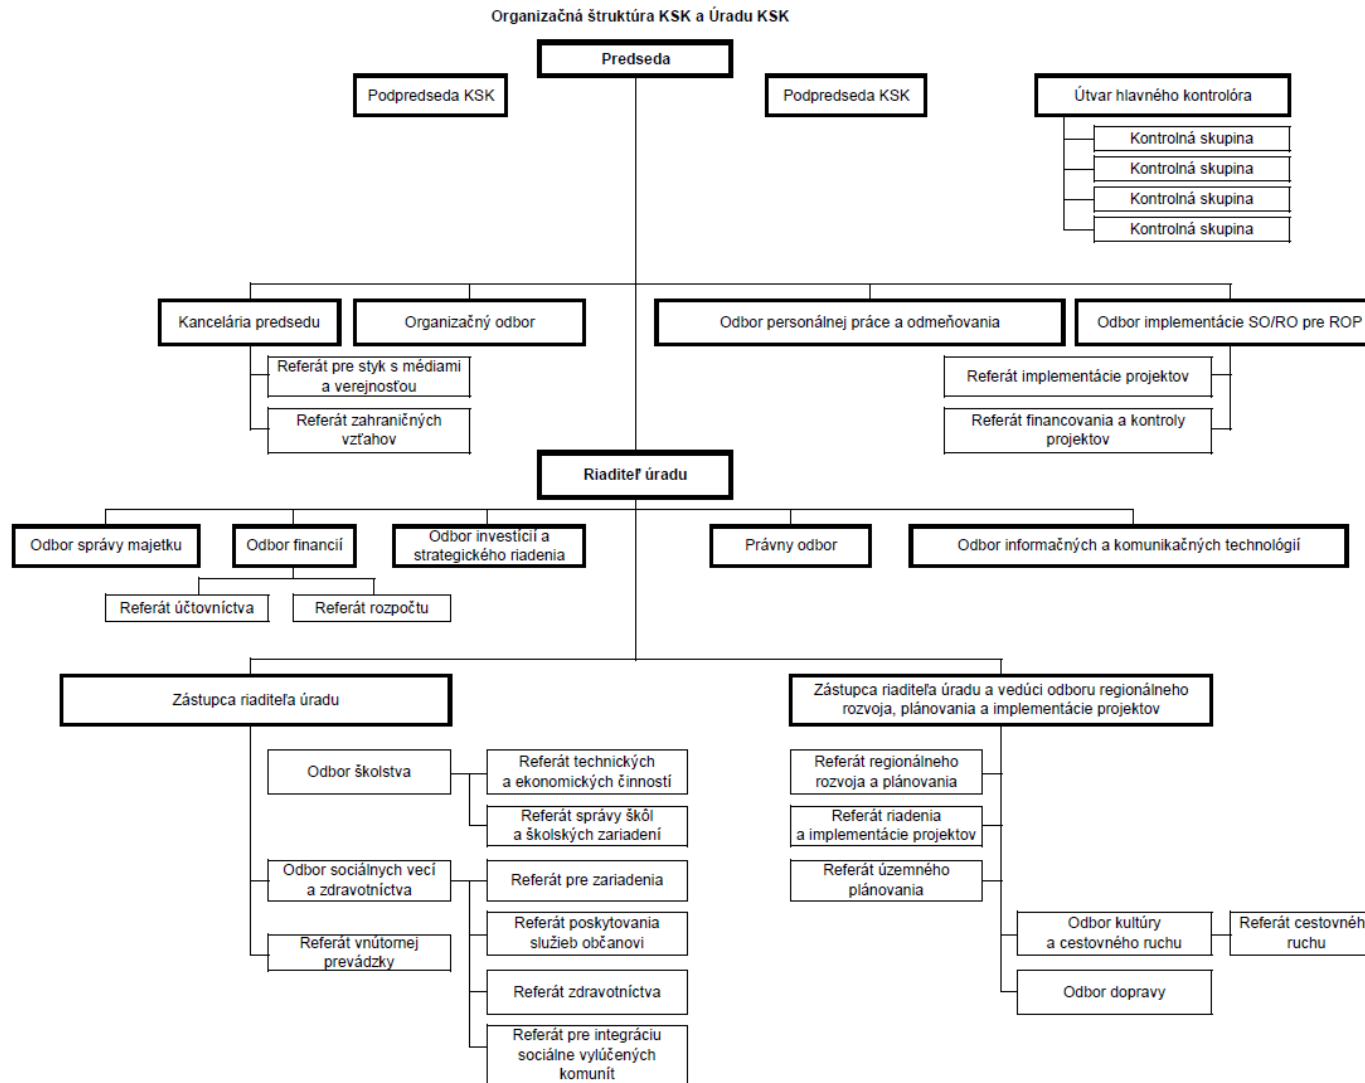 Organizačná štruktúra KSK a Úradu KSK
Predseda
Podpredseda KSK
Podpredseda KSK
Útvar hlavného kontrolóra
Kontrolná skupina
Kontrolná skupina
Kontrolná skupina
Kontrolná skupina
Kancelária predsedu
Organizačný odbor
Odbor personálnej práce a odmeňovania
Odbor implementácie SO/RO pre ROP
Referát pre styk s médiami
a verejnosťou
Referát zahraničných
vzťahov
Referát implementácie projektov
Referát financovania a kontroly
projektov
Riaditeľ úradu
Odbor správy majetku
Odbor financií
Odbor investícií a
strategického riadenia
Právny odbor
Odbor informačných a komunikačných technológií
Referát účtovníctva
Referát rozpočtu
Zástupca riaditeľa úradu
Zástupca riaditeľa úradu a vedúci odboru regionálneho
rozvoja, plánovania a implementácie projektov
Odbor školstva
Referát technických
a ekonomických činností
Referát správy škôl
a školských zariadení
Odbor sociálnych vecí
a zdravotníctva
Referát pre zariadenia
Referát poskytovania
služieb občanovi
Referát vnútornej
prevádzky
Referát zdravotníctva
Referát pre integráciu
sociálne vylúčených
komunít
Referát regionálneho
rozvoja a plánovania
Referát riadenia
a implementácie projektov
Referát územného
plánovania
Odbor kultúry
a cestovného ruchu
Referát cestovnéh
ruchu
Odbor dopravy